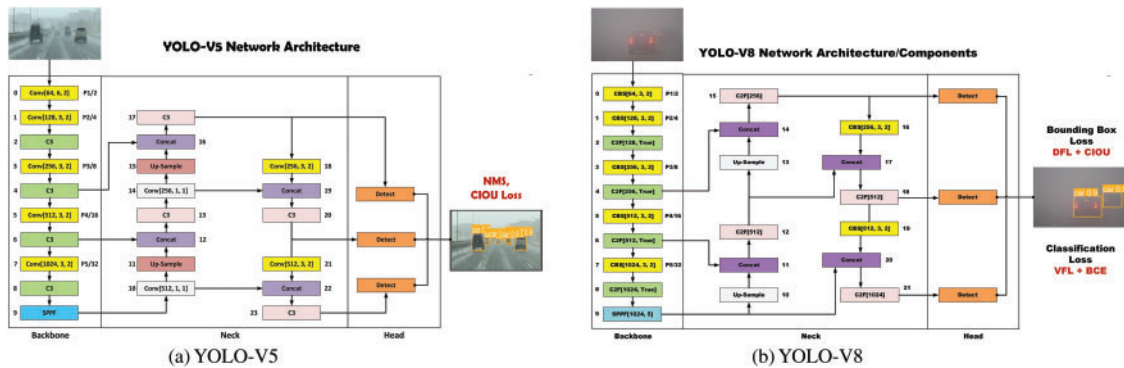 YOLO-V5 Network Architecture
0 Conv[64, 6, 2] P1/2
1 Conv[128, 3, 2] P2/4
2 C3
3 Conv[256, 3, 2] P3/8
4 C3
5 Conv[512, 3, 2] P4/16
6 C3
7 Conv[1024, 3, 2] P5/32
8 C3
9 SPPF
17 C3
Concat 16
15 Up-Sample
14 Conv[256, 1, 1]
C3 13
Concat 12
11 Up-Sample
10 Conv[512, 1, 1]
Conv[256, 3, 2] 18
Concat 19
C3 20
Conv[512, 3, 2] 21
Concat 22
23 C3
Detect
Detect
Detect
NMS,
CIOU Loss
Backbone
Neck
Head
(a) YOLO-V5
YOLO-V8 Network Architecture/Components
0 CBS[64, 3, 2] P1/2
1 CBS[128, 3, 2] P2/4
2 C2F[128, True]
3 CBS[256, 3, 2] P3/8
4 C2F[256, True]
5 CBS[512, 3, 2] P4/16
6 C2F[512, True]
7 CBS[1024, 3, 2]
8 C2F[1024, True]
9 SPPF[1024, 5]
15 C2F[256]
Concat 14
Up-Sample 13
C2F[512] 12
Concat 11
Up-Sample 10
CBS[256, 3, 2] 16
Concat 17
C2F[512] 18
CBS[512, 3, 2] 19
Concat 20
C2F[1024] 21
Detect
Detect
Detect
Bounding Box
Loss
DFL + CIOU
car 0.9
Classification
Loss
VFL + BCE
Backbone
Neck
Head
(b) YOLO-V8